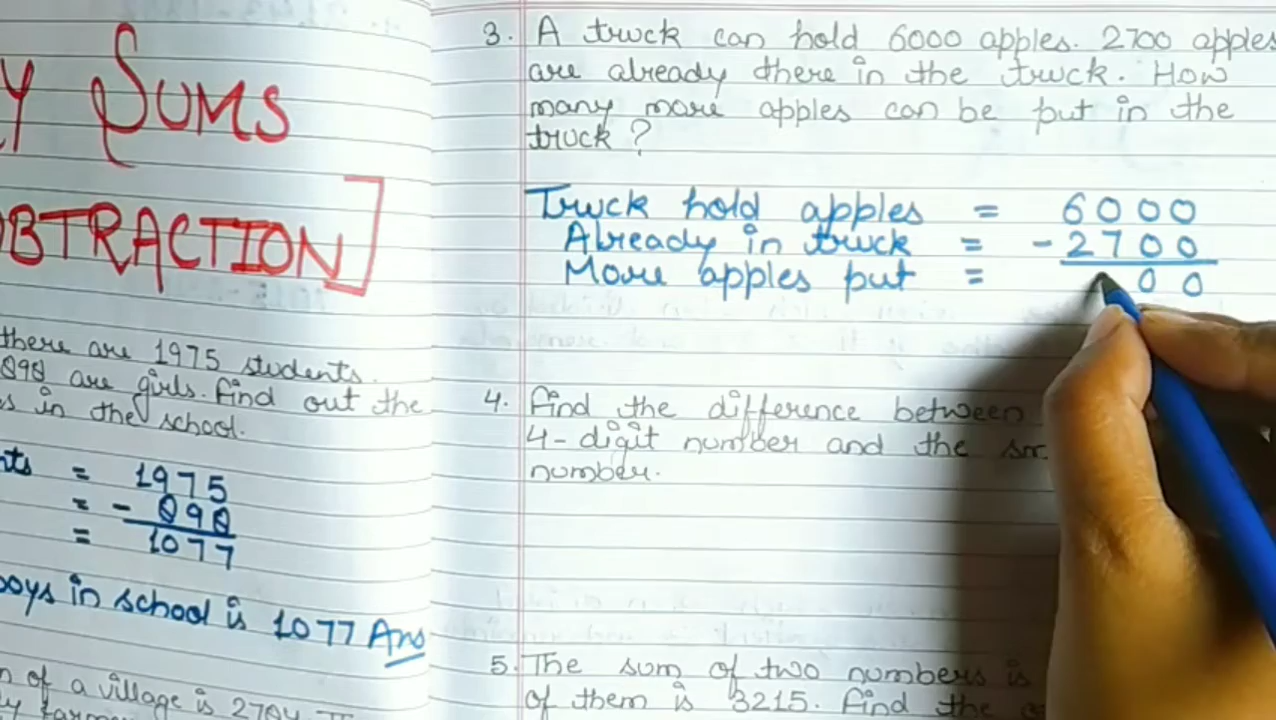 Y SUMS
BTRACTION]
there are 1975 students.
898 are girls. Find out the
s in the school.
nts = 1975
= - 898
= 1077
boys in school is 1077 Ans
n of a village is 2784.
3. A truck can hold 6000 apples. 2700 apples
are already there in the truck. How
many more apples can be put in the
truck?
Truck hold apples = 6000
Already in truck = -2700
More apples put = 00
4. Find the difference between
4-digit number and the sm
number.
5. The sum of two numbers is
of them is 3215. Find the